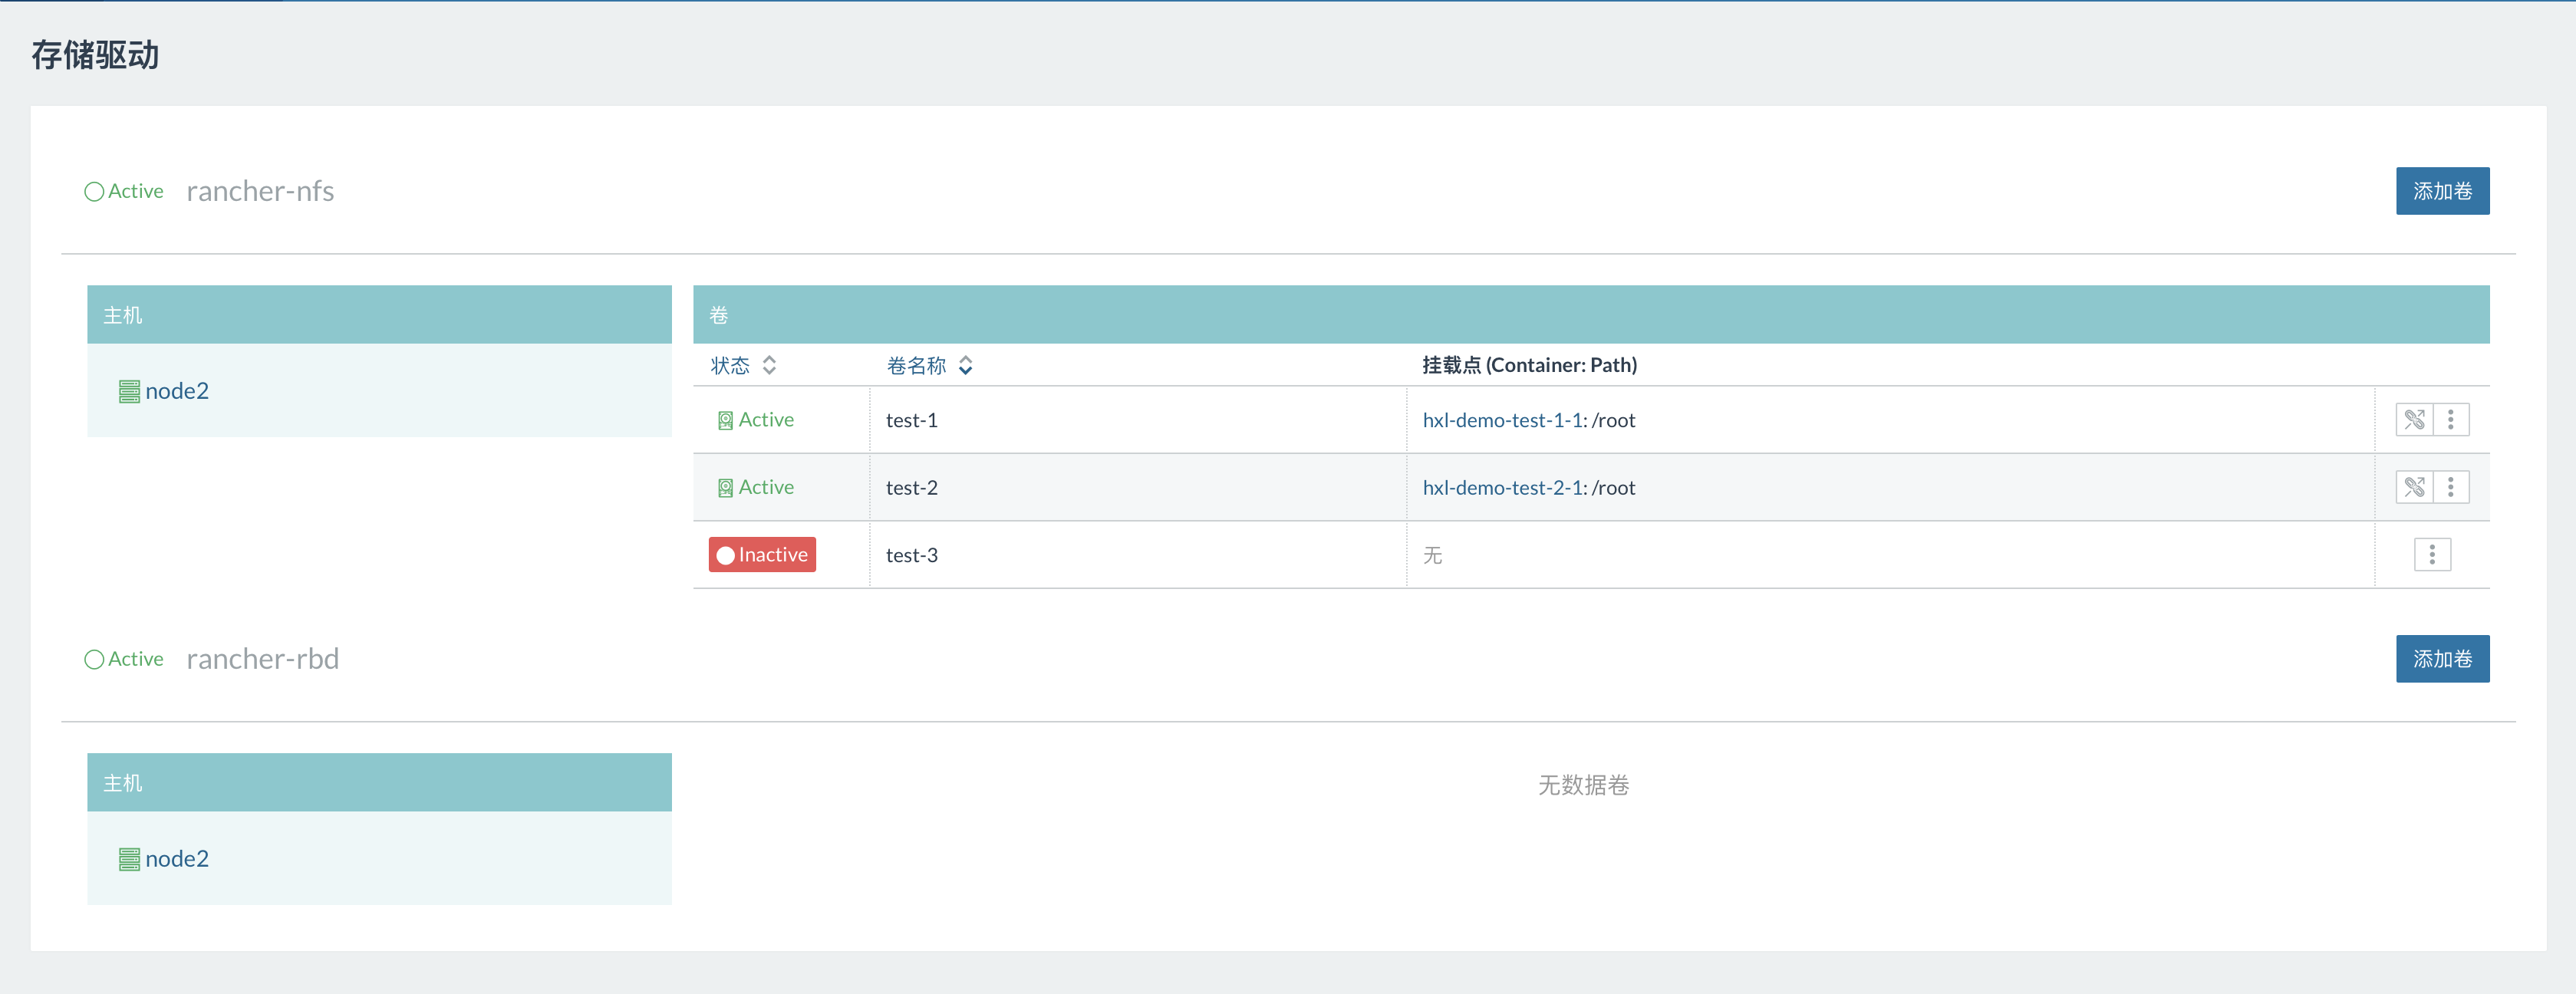 存储驱动
Active rancher-nfs 添加卷
主机 卷
状态 卷名称 挂载点 (Container: Path)
node2
Active test-1 hxl-demo-test-1-1: /root
Active test-2 hxl-demo-test-2-1: /root
Inactive test-3 无
Active rancher-rbd 添加卷
主机 无数据卷
node2